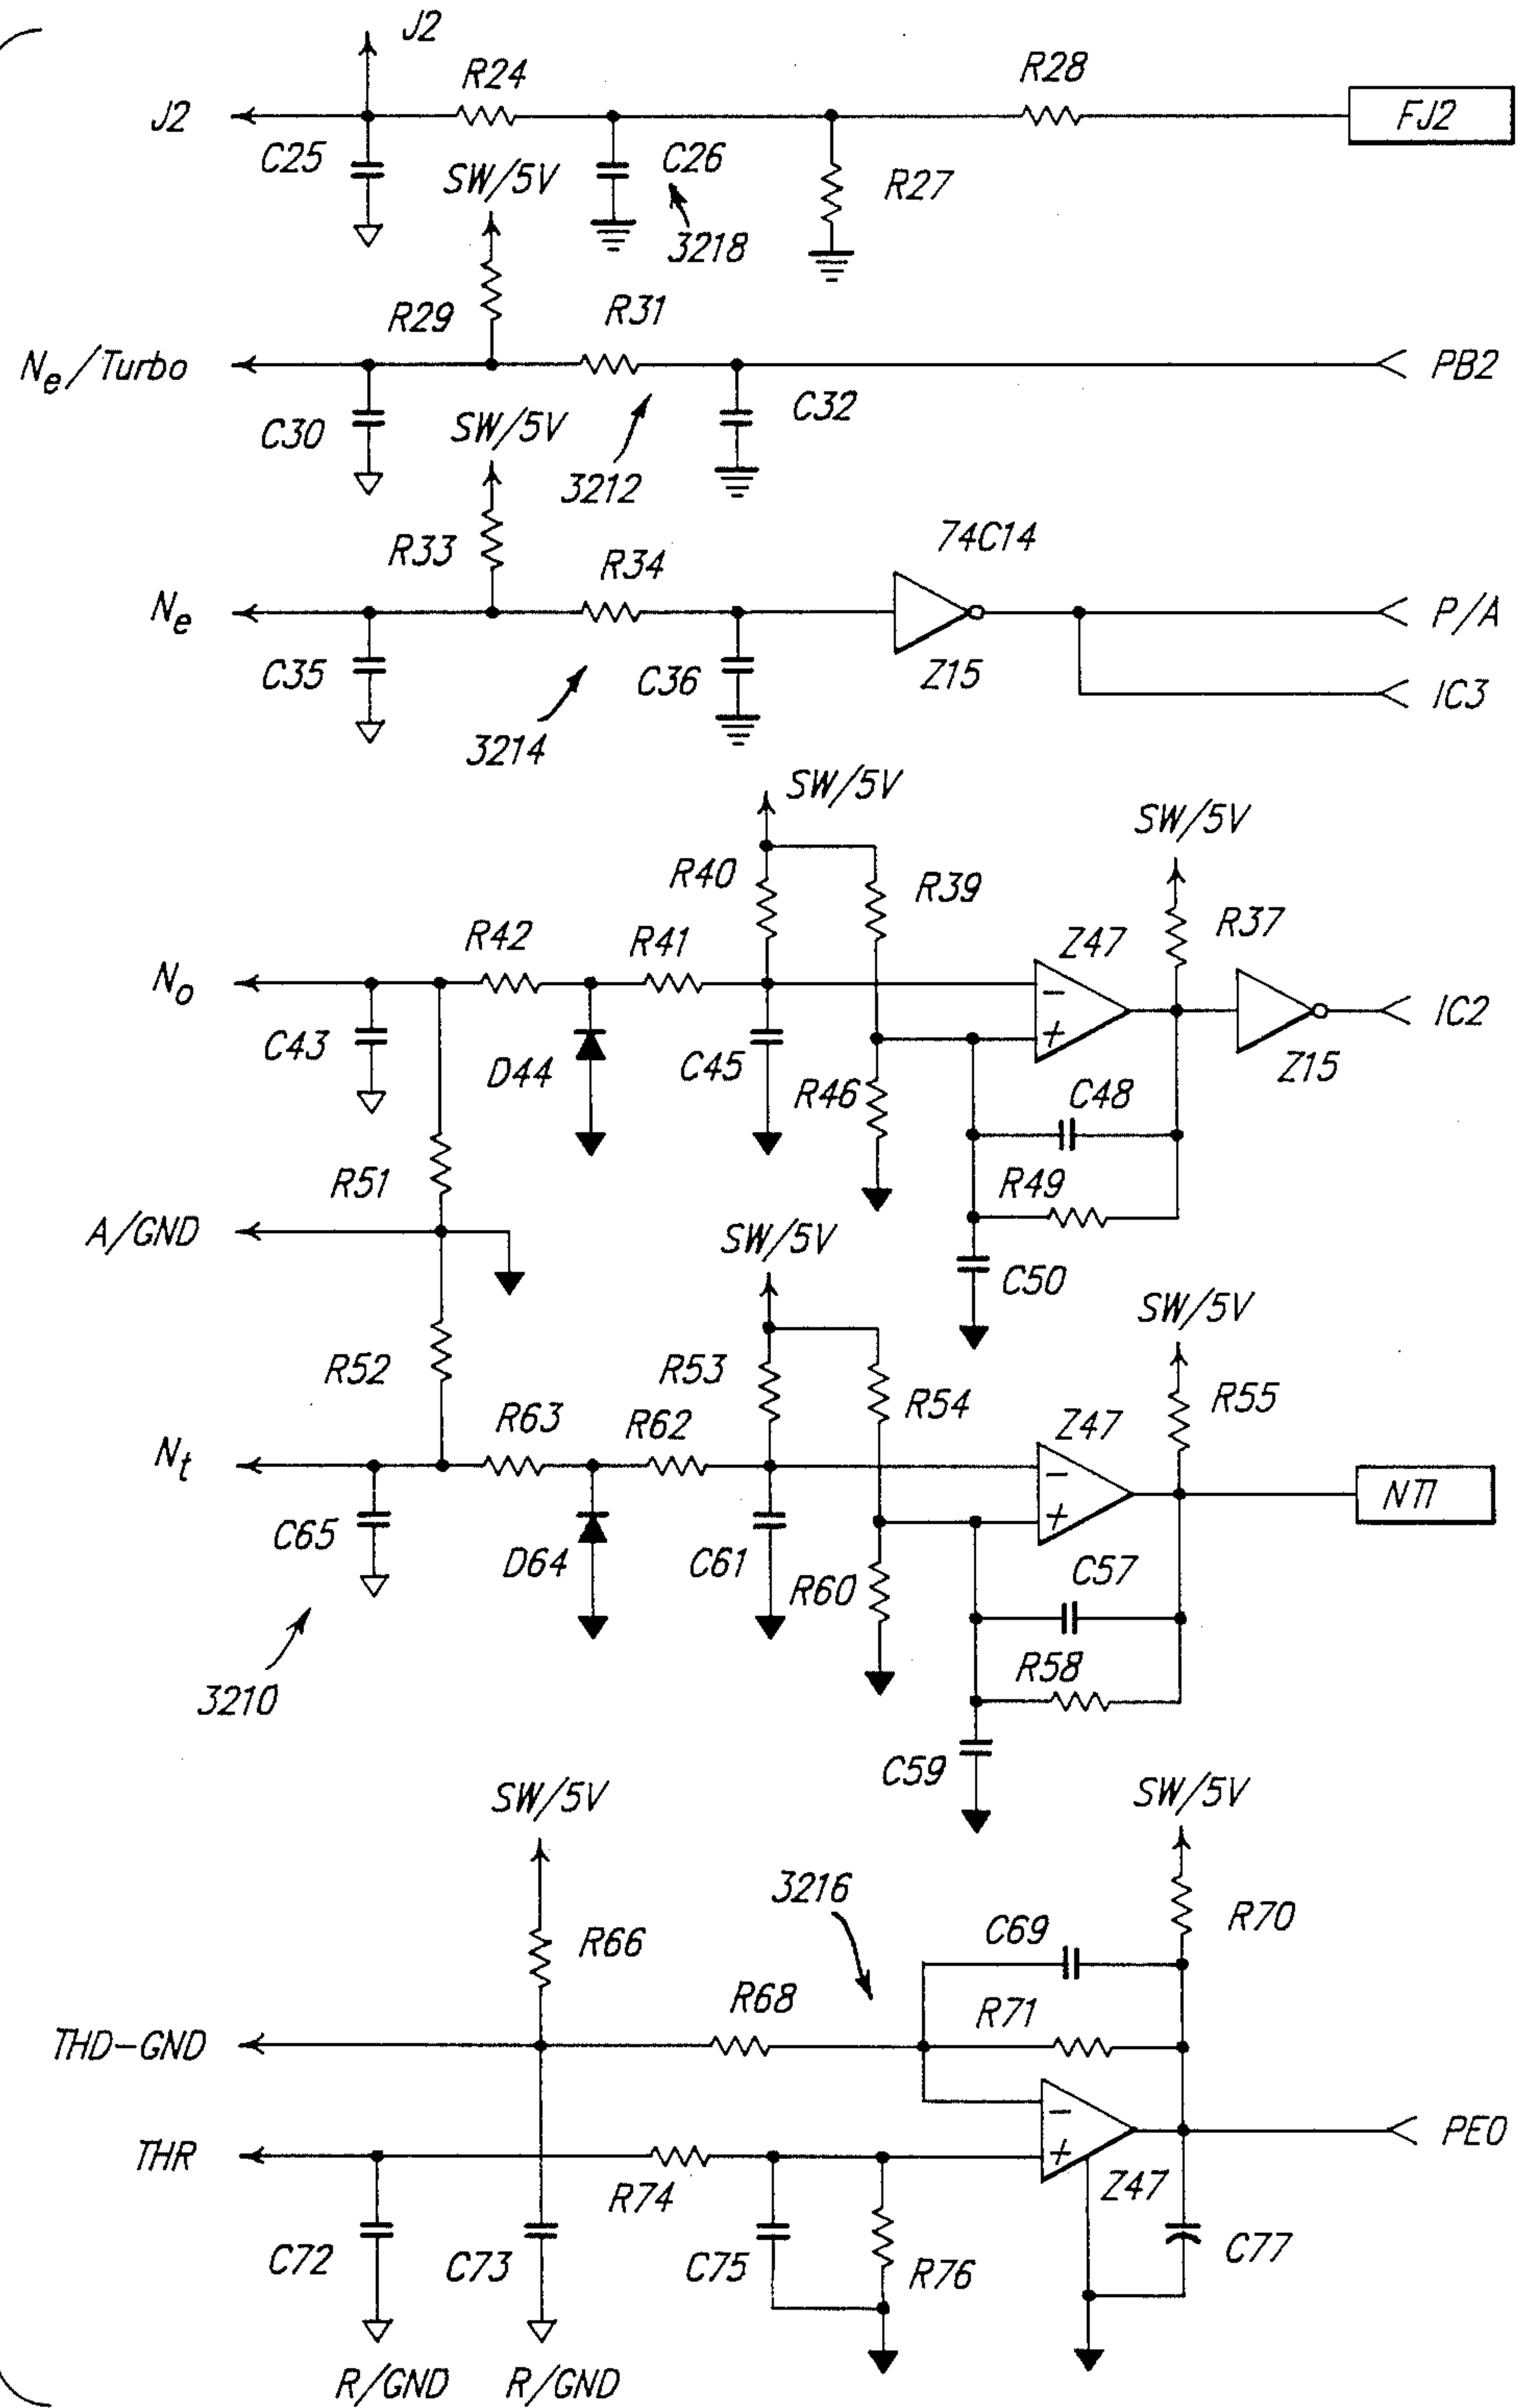 J2
J2 R24 R28 FJ2
C25 SW/5V C26 R27
3218
R29 R31
Ne/Turbo PB2
C30 SW/5V C32
3212
R33 R34 74C14
Ne P/A
C35 C36 Z15 IC3
3214
SW/5V SW/5V
R40 R39
R42 R41 Z47 R37
No − IC2
C43 D44 C45 + Z15
R46 C48
R51 R49
A/GND SW/5V
C50
R52 R53 SW/5V
R54 R55
R63 R62 Z47
Nt − NT1
C65 D64 C61 +
R60 C57
3210 R58
C59
SW/5V SW/5V
3216
R66 C69 R70
R68 R71
THD-GND
−
THR + PE0
R74 Z47
C72 C73 C75 R76 C77
R/GND R/GND